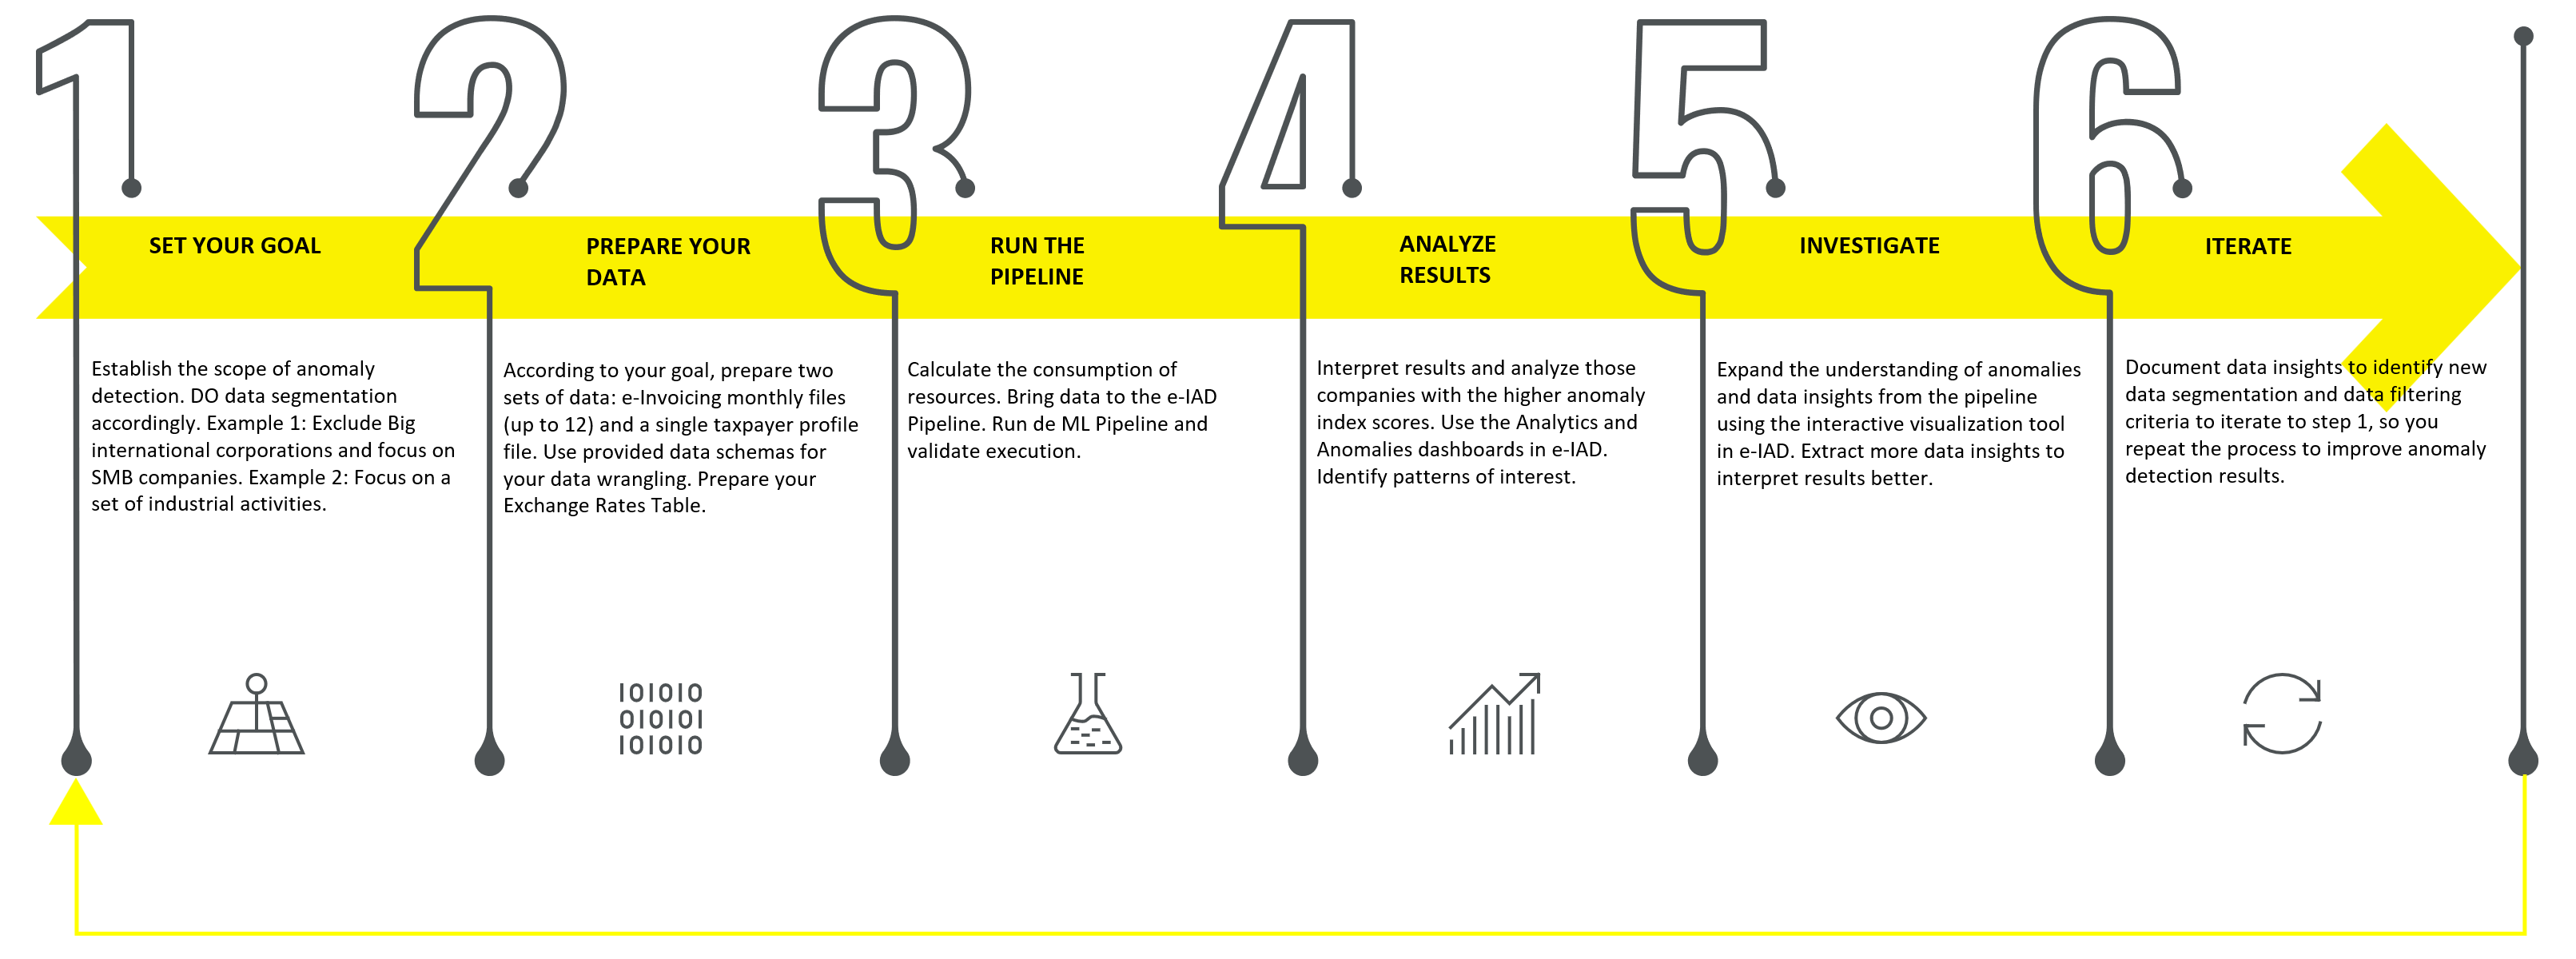 1
SET YOUR GOAL
Establish the scope of anomaly
detection. DO data segmentation
accordingly. Example 1: Exclude Big
international corporations and focus on
SMB companies. Example 2: Focus on a
set of industrial activities.
2
PREPARE YOUR
DATA
According to your goal, prepare two
sets of data: e-Invoicing monthly files
(up to 12) and a single taxpayer profile
file. Use provided data schemas for
your data wrangling. Prepare your
Exchange Rates Table.
101010
010101
101010
3
RUN THE
PIPELINE
Calculate the consumption of
resources. Bring data to the e-IAD
Pipeline. Run de ML Pipeline and
validate execution.
4
ANALYZE
RESULTS
Interpret results and analyze those
companies with the higher anomaly
index scores. Use the Analytics and
Anomalies dashboards in e-IAD.
Identify patterns of interest.
5
INVESTIGATE
Expand the understanding of anomalies
and data insights from the pipeline
using the interactive visualization tool
in e-IAD. Extract more data insights to
interpret results better.
6
ITERATE
Document data insights to identify new
data segmentation and data filtering
criteria to iterate to step 1, so you
repeat the process to improve anomaly
detection results.